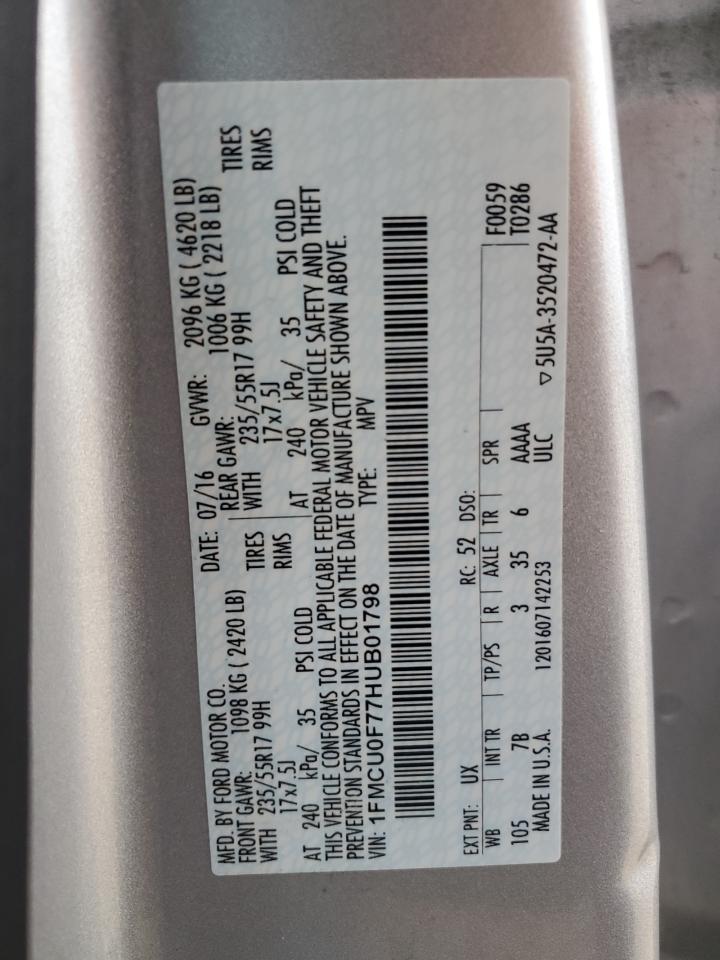 MFD. BY FORD MOTOR CO.
DATE: 07/16 GVWR: 2096 KG ( 4620 LB)
FRONT GAWR: 1098 KG ( 2420 LB) REAR GAWR: 1006 KG ( 2218 LB)
WITH 235/55R17 99H TIRES WITH 235/55R17 99H TIRES
17x7.5J RIMS 17x7.5J RIMS
AT 240 kPa/ 35 PSI COLD AT 240 kPa/ 35 PSI COLD
THIS VEHICLE CONFORMS TO ALL APPLICABLE FEDERAL MOTOR VEHICLE SAFETY AND THEFT
PREVENTION STANDARDS IN EFFECT ON THE DATE OF MANUFACTURE SHOWN ABOVE.
VIN: 1FMCU0F77HUB01798 TYPE: MPV
EXT PNT: UX RC: 52 DSO:
WB INT TR TP/PS R AXLE TR SPR F0059
105 7B 3 35 6 AAAA T0286
MADE IN U.S.A. 1201607142253 ULC
▽5U5A-3520472-AA